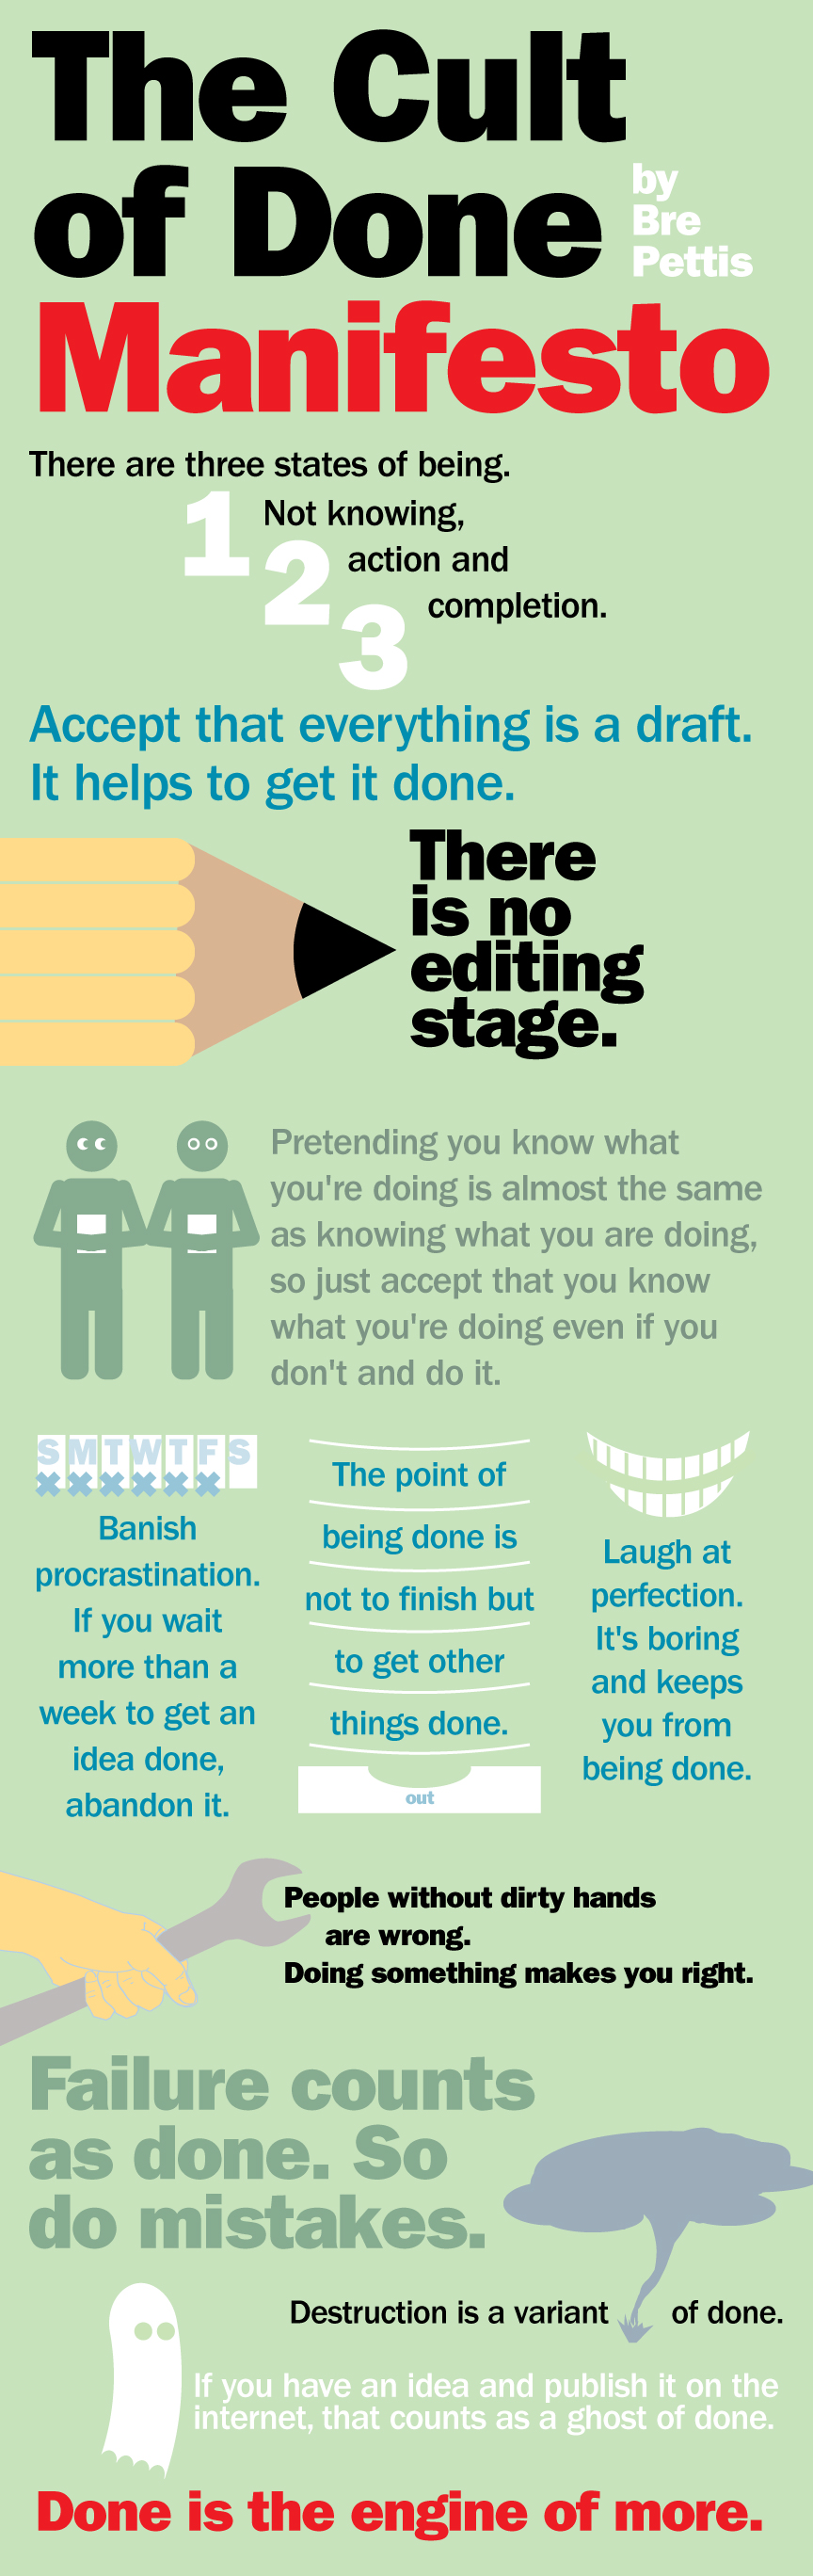 The Cult
of Done
by
Bre
Pettis
Manifesto
There are three states of being.
1 Not knowing,
2 action and
3 completion.
Accept that everything is a draft.
It helps to get it done.
There
is no
editing
stage.
Pretending you know what
you're doing is almost the same
as knowing what you are doing,
so just accept that you know
what you're doing even if you
don't and do it.
S M T W T F S
Banish
procrastination.
If you wait
more than a
week to get an
idea done,
abandon it.
The point of
being done is
not to finish but
to get other
things done.
out
Laugh at
perfection.
It's boring
and keeps
you from
being done.
People without dirty hands
are wrong.
Doing something makes you right.
Failure counts
as done. So
do mistakes.
Destruction is a variant of done.
If you have an idea and publish it on the
internet, that counts as a ghost of done.
Done is the engine of more.